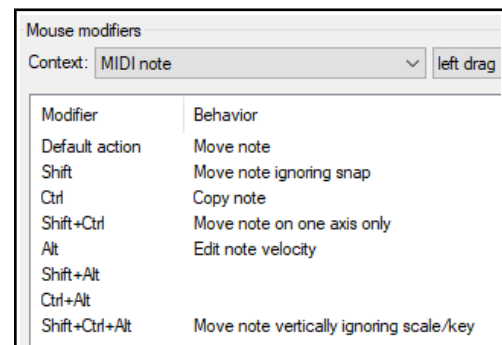 Mouse modifiers
Context: MIDI note left drag
Modifier Behavior
Default action Move note
Shift Move note ignoring snap
Ctrl Copy note
Shift+Ctrl Move note on one axis only
Alt Edit note velocity
Shift+Alt
Ctrl+Alt
Shift+Ctrl+Alt Move note vertically ignoring scale/key